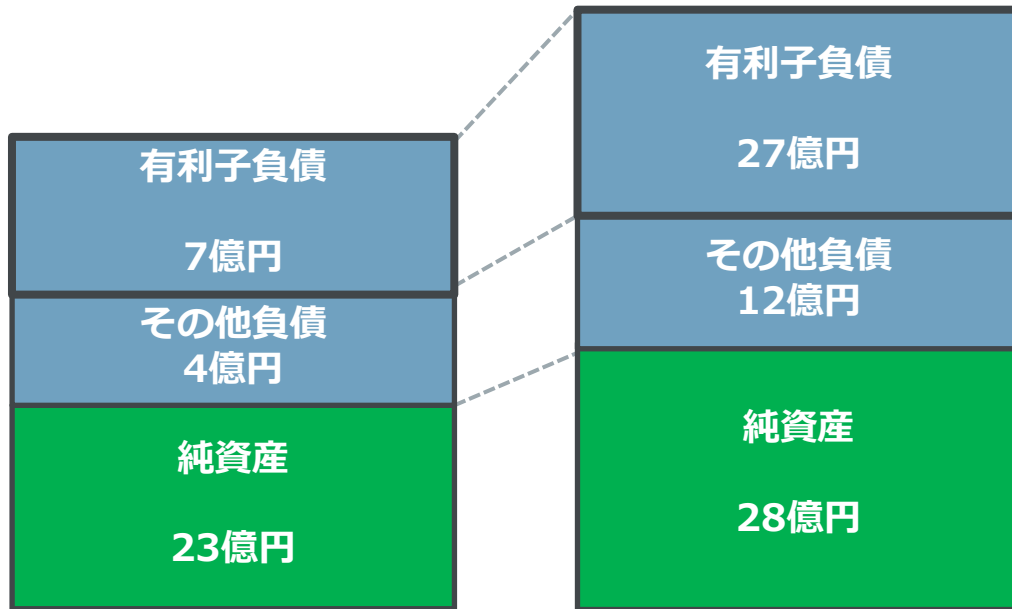 有利子負債
7億円
その他負債
4億円
純資産
23億円
有利子負債
27億円
その他負債
12億円
純資産
28億円